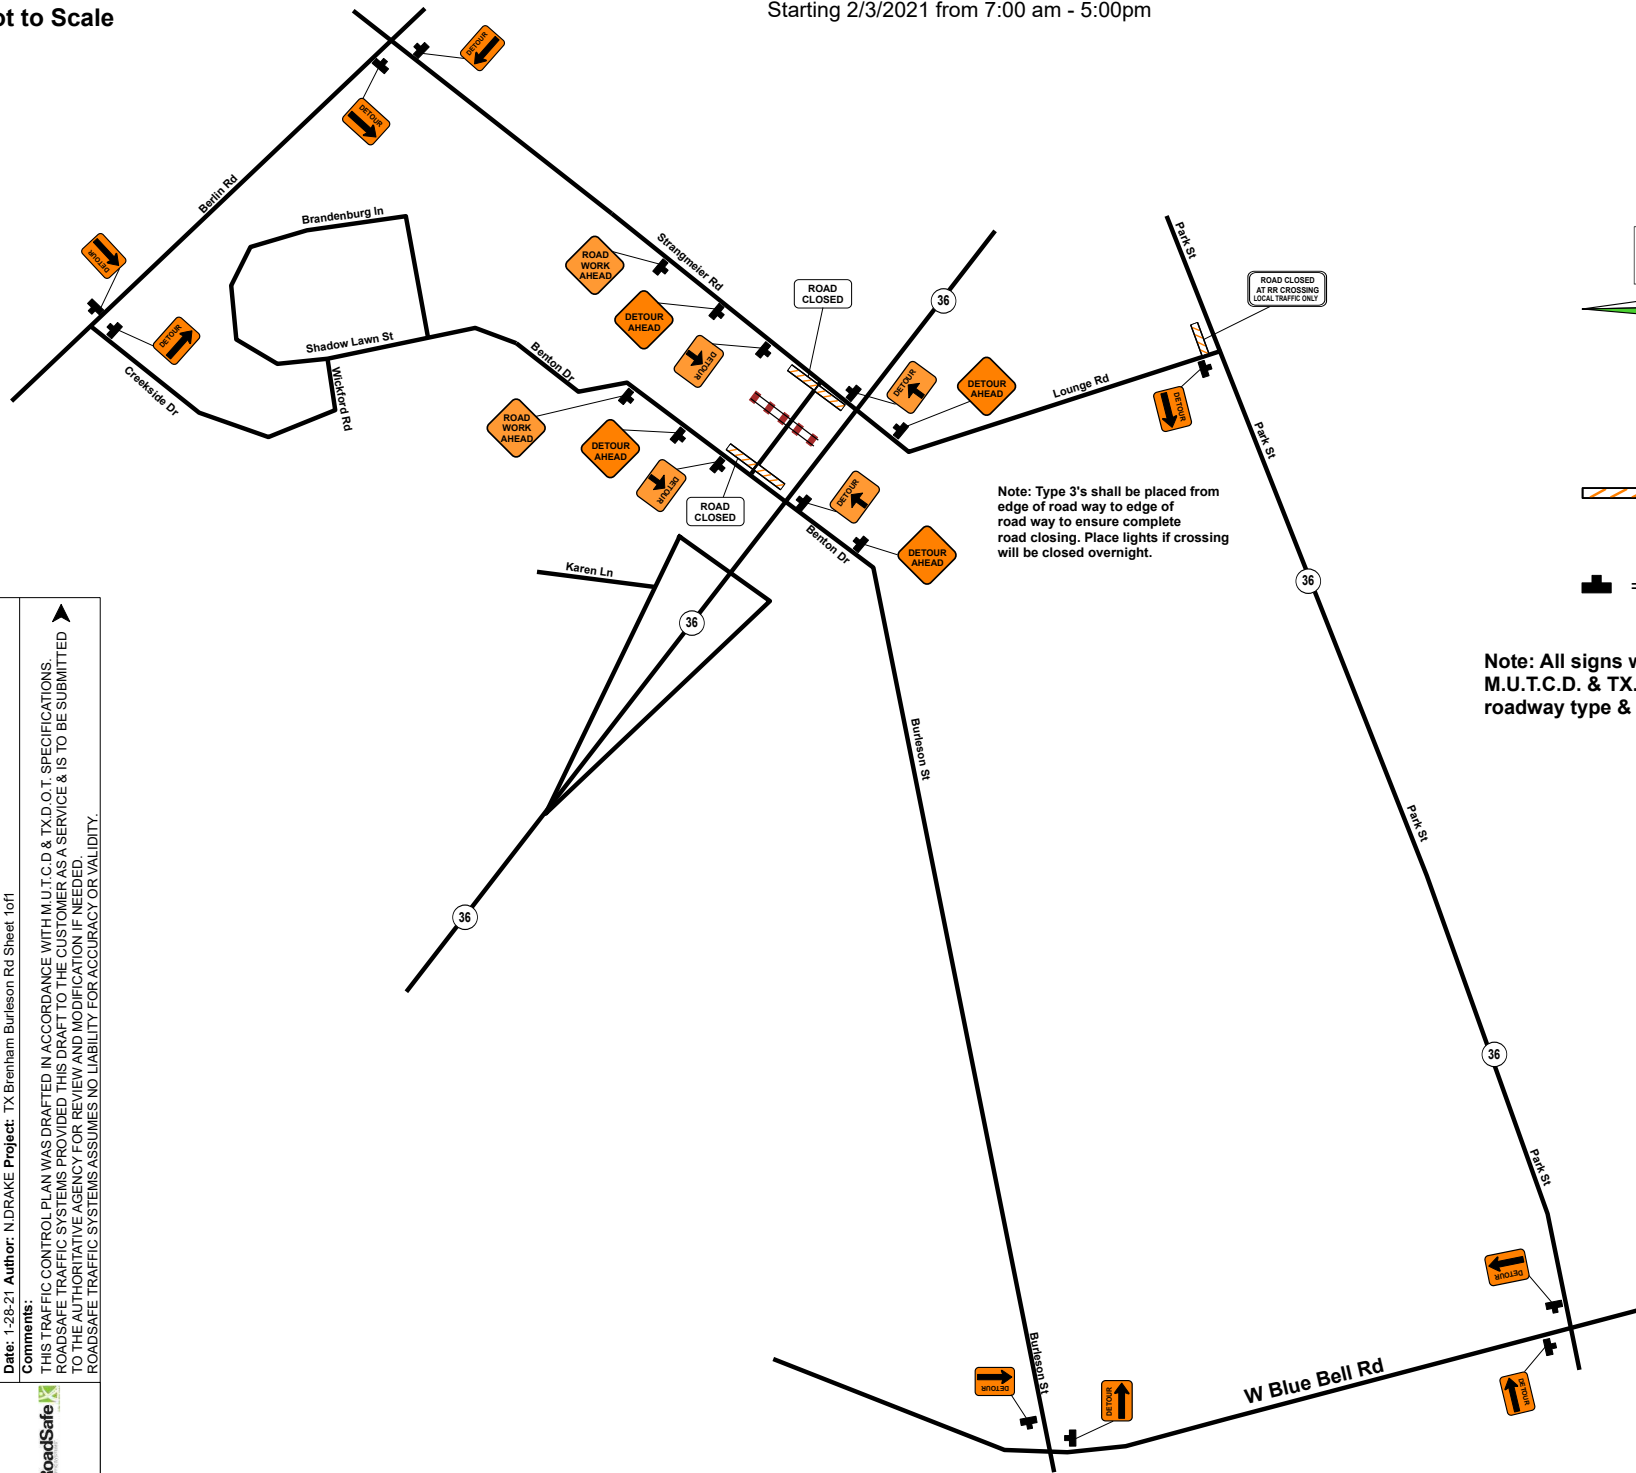 ot to Scale
Starting 2/3/2021 from 7:00 am - 5:00pm
DETOUR
DETOUR
Berlin Rd
Brandenburg ln
DETOUR
DETOUR
Creekside Dr
Shadow Lawn St
Wickford Rd
Benton Dr
Strangmeier Rd
ROAD
WORK
AHEAD
DETOUR
AHEAD
DETOUR
ROAD
CLOSED
36
DETOUR
DETOUR
AHEAD
Lounge Rd
Park St
ROAD CLOSED
AT RR CROSSING
LOCAL TRAFFIC ONLY
DETOUR
Park St
ROAD
WORK
AHEAD
DETOUR
AHEAD
DETOUR
ROAD
CLOSED
DETOUR
Benton Dr
DETOUR
AHEAD
Note: Type 3's shall be placed from
edge of road way to edge of
road way to ensure complete
road closing. Place lights if crossing
will be closed overnight.
Karen Ln
36
36
36
=
Note: All signs w
M.U.T.C.D. & TX.
roadway type &
Burleson St
Park St
36
Park St
DETOUR
DETOUR
Burleson St
DETOUR
DETOUR
W Blue Bell Rd
Date: 1-28-21 Author: N.DRAKE Project: TX Brenham Burleson Rd Sheet 1of1
Comments:
THIS TRAFFIC CONTROL PLAN WAS DRAFTED IN ACCORDANCE WITH M.U.T.C.D & TX.D.O.T. SPECIFICATIONS.
ROADSAFE TRAFFIC SYSTEMS PROVIDED THIS DRAFT TO THE CUSTOMER AS A SERVICE & IS TO BE SUBMITTED
TO THE AUTHORITATIVE AGENCY FOR REVIEW AND MODIFICATION IF NEEDED.
ROADSAFE TRAFFIC SYSTEMS ASSUMES NO LIABILITY FOR ACCURACY OR VALIDITY.
RoadSafe